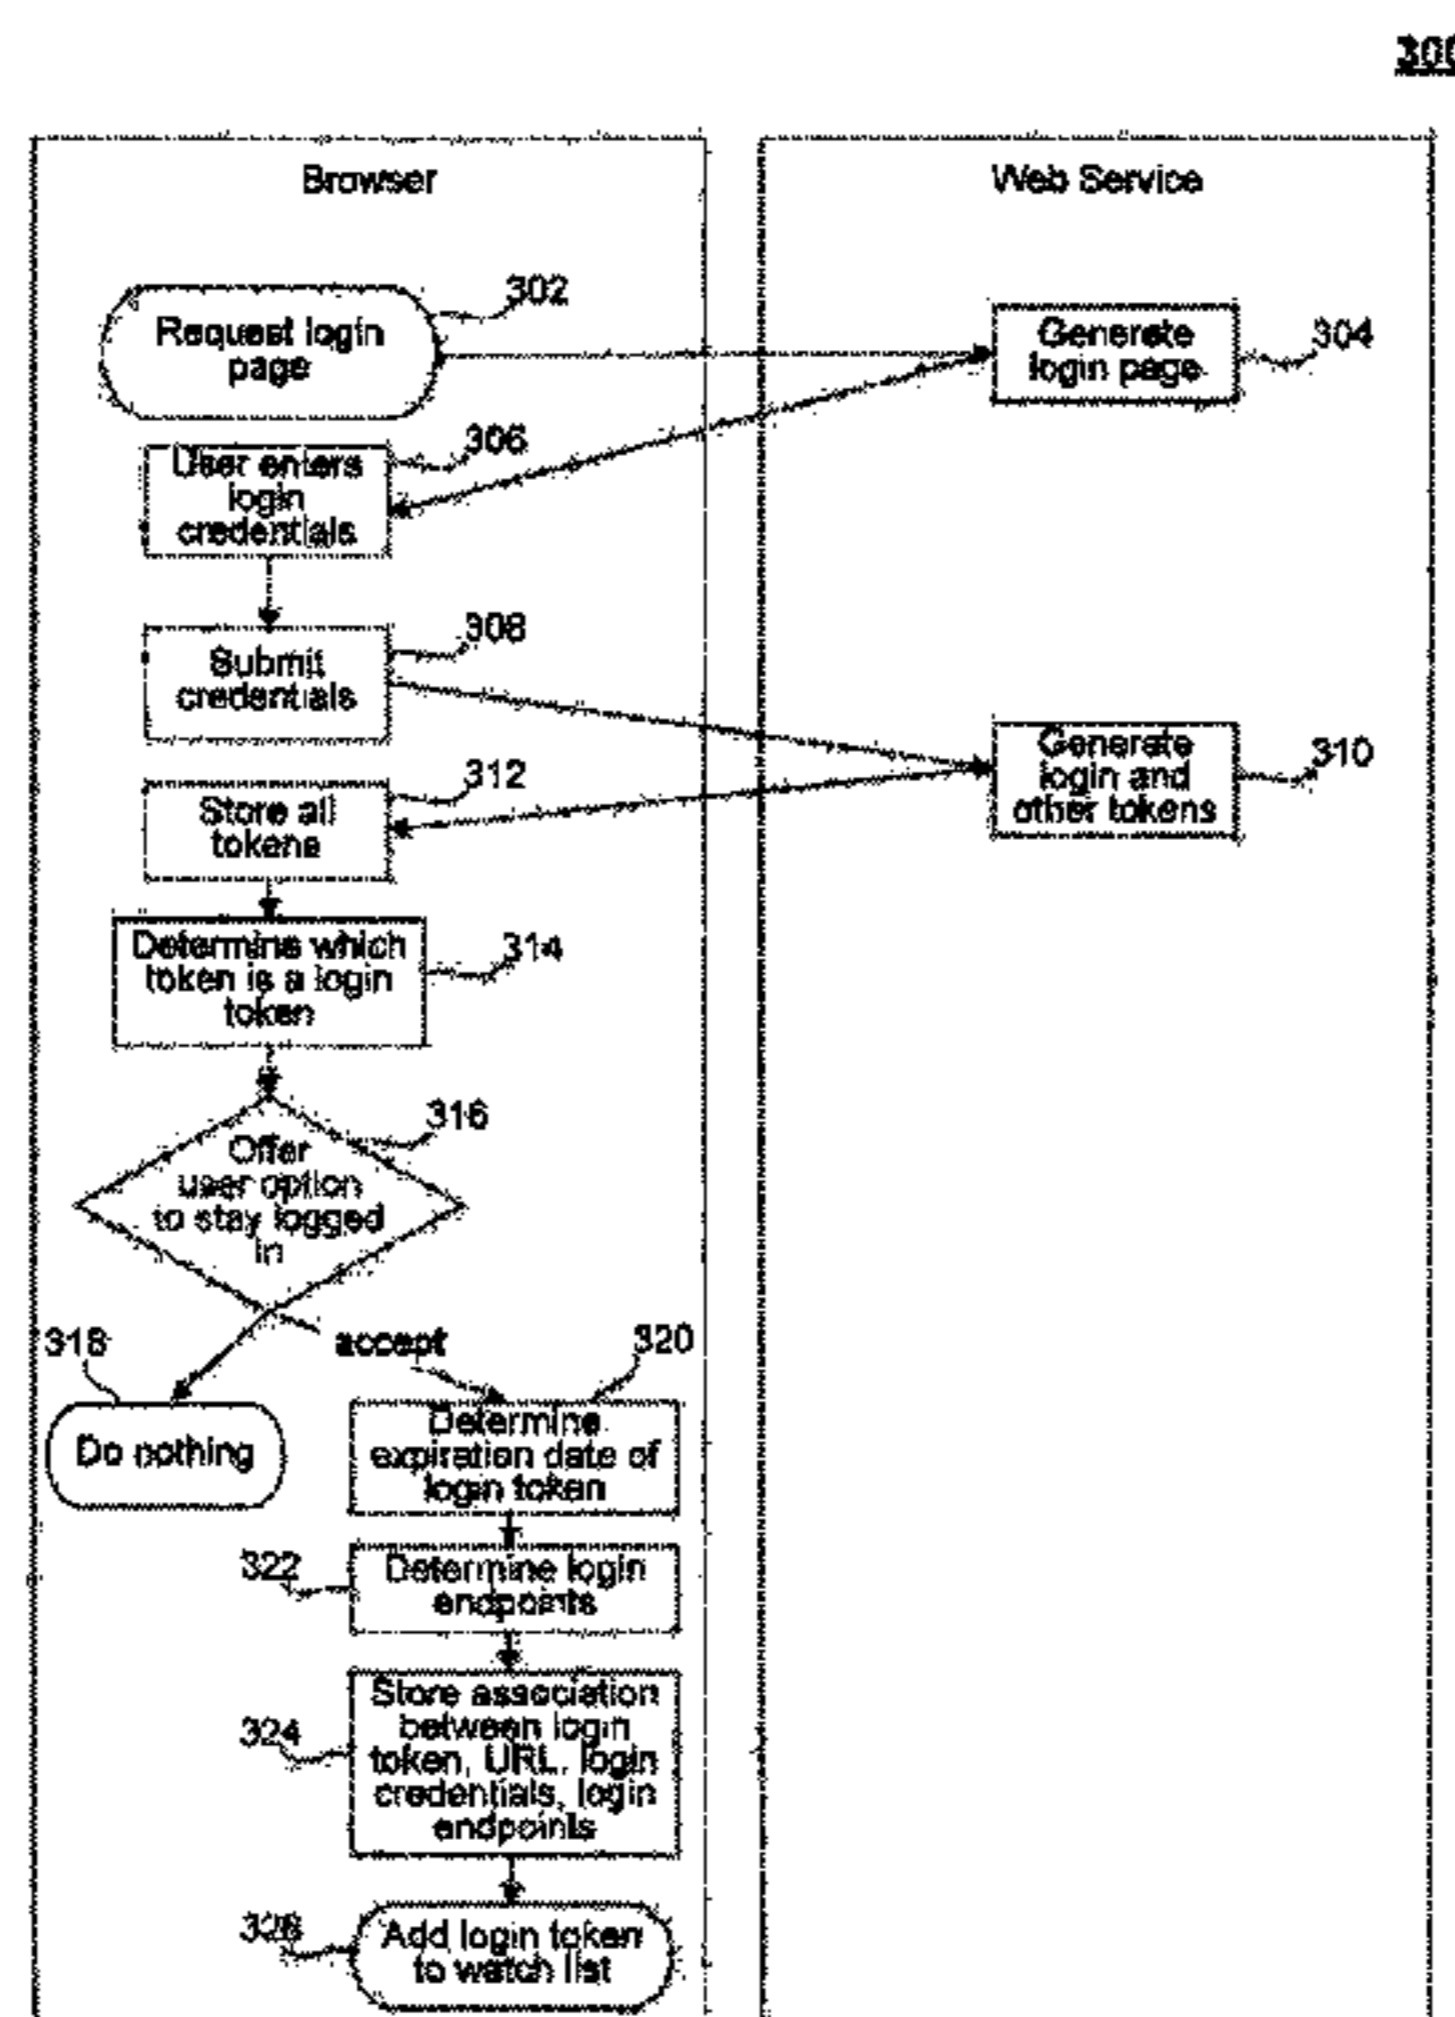 300
Browser
Web Service
302
Request login
page
Generate
login page
304
306
User enters
login
credentials
308
Submit
credentials
Generate
login and
other tokens
310
312
Store all
tokens
314
Determine which
token is a login
token
316
Offer
user option
to stay logged
in
318
accept
320
Do nothing
Determine
expiration date of
login token
322
Determine login
endpoints
324
Store association
between login
token, URL, login
credentials, login
endpoints
326
Add login token
to watch list